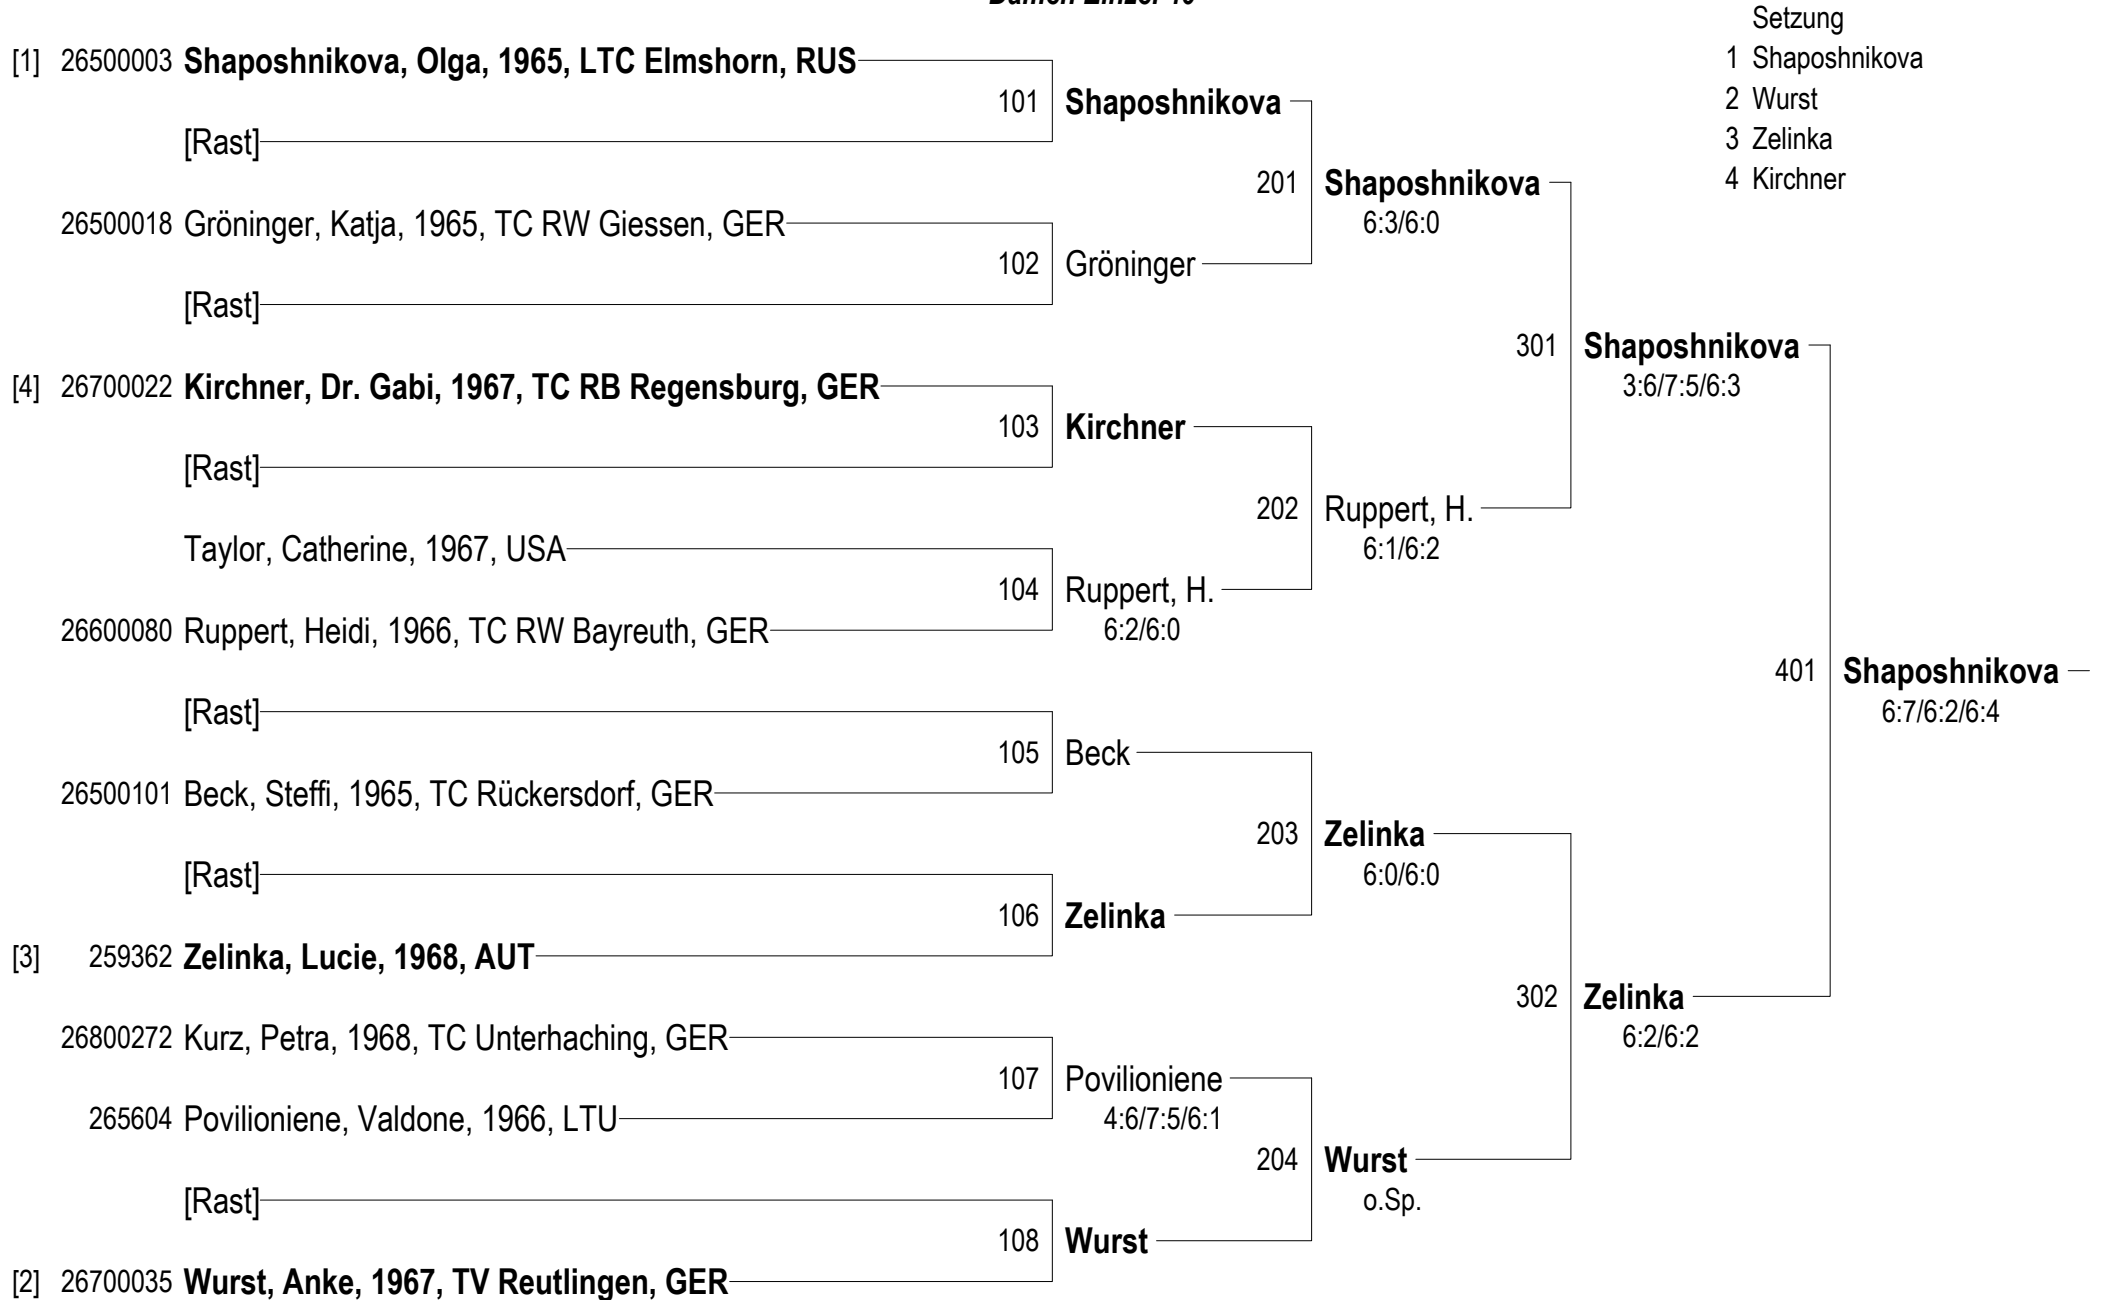 Setzung
1 Shaposhnikova
2 Wurst
3 Zelinka
4 Kirchner
[1] 26500003 Shaposhnikova, Olga, 1965, LTC Elmshorn, RUS
101 Shaposhnikova
[Rast]
201 Shaposhnikova
6:3/6:0
26500018 Gröninger, Katja, 1965, TC RW Giessen, GER
102 Gröninger
[Rast]
301 Shaposhnikova
3:6/7:5/6:3
[4] 26700022 Kirchner, Dr. Gabi, 1967, TC RB Regensburg, GER
103 Kirchner
[Rast]
202 Ruppert, H.
6:1/6:2
Taylor, Catherine, 1967, USA
104 Ruppert, H.
6:2/6:0
26600080 Ruppert, Heidi, 1966, TC RW Bayreuth, GER
401 Shaposhnikova
6:7/6:2/6:4
[Rast]
105 Beck
26500101 Beck, Steffi, 1965, TC Rückersdorf, GER
203 Zelinka
6:0/6:0
[Rast]
106 Zelinka
[3] 259362 Zelinka, Lucie, 1968, AUT
302 Zelinka
6:2/6:2
26800272 Kurz, Petra, 1968, TC Unterhaching, GER
107 Povilioniene
4:6/7:5/6:1
265604 Povilioniene, Valdone, 1966, LTU
204 Wurst
o.Sp.
[Rast]
108 Wurst
[2] 26700035 Wurst, Anke, 1967, TV Reutlingen, GER